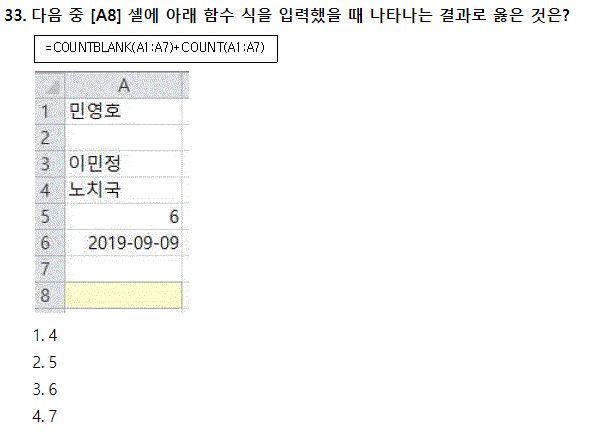 33. 다음 중 [A8] 셀에 아래 함수 식을 입력했을 때 나타나는 결과로 옳은 것은?
=COUNTBLANK(A1:A7)+COUNT(A1:A7)
A
1 민영호
2
3 이민정
4 노치국
5 6
6 2019-09-09
7
8
1. 4
2. 5
3. 6
4. 7